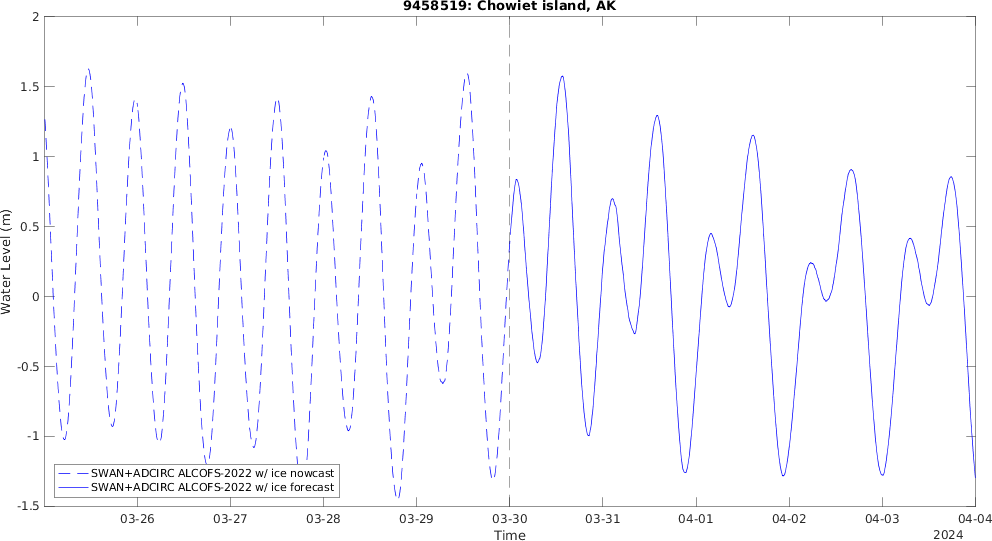 9458519: Chowiet island, AK
2
1.5
1
0.5
0
-0.5
-1
-1.5
Water Level (m)
SWAN+ADCIRC ALCOFS-2022 w/ ice nowcast
SWAN+ADCIRC ALCOFS-2022 w/ ice forecast
03-26 03-27 03-28 03-29 03-30 03-31 04-01 04-02 04-03 04-04
Time
2024